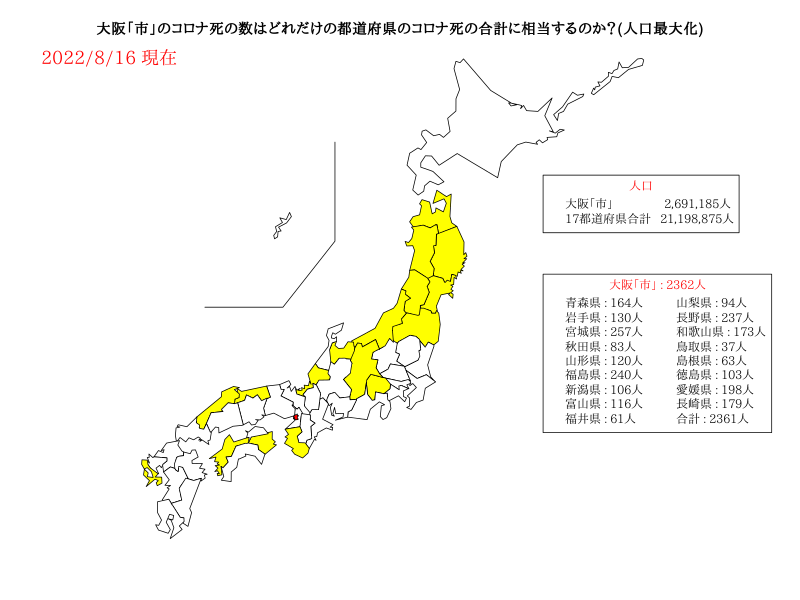 大阪「市」のコロナ死の数はどれだけの都道府県のコロナ死の合計に相当するのか?(人口最大化)
2022/8/16 現在
人口
大阪「市」 2,691,185人
17都道府県合計 21,198,875人
大阪「市」 : 2362人
青森県 : 164人 山梨県 : 94人
岩手県 : 130人 長野県 : 237人
宮城県 : 257人 和歌山県 : 173人
秋田県 : 83人 鳥取県 : 37人
山形県 : 120人 島根県 : 63人
福島県 : 240人 徳島県 : 103人
新潟県 : 106人 愛媛県 : 198人
富山県 : 116人 長崎県 : 179人
福井県 : 61人 合計 : 2361人